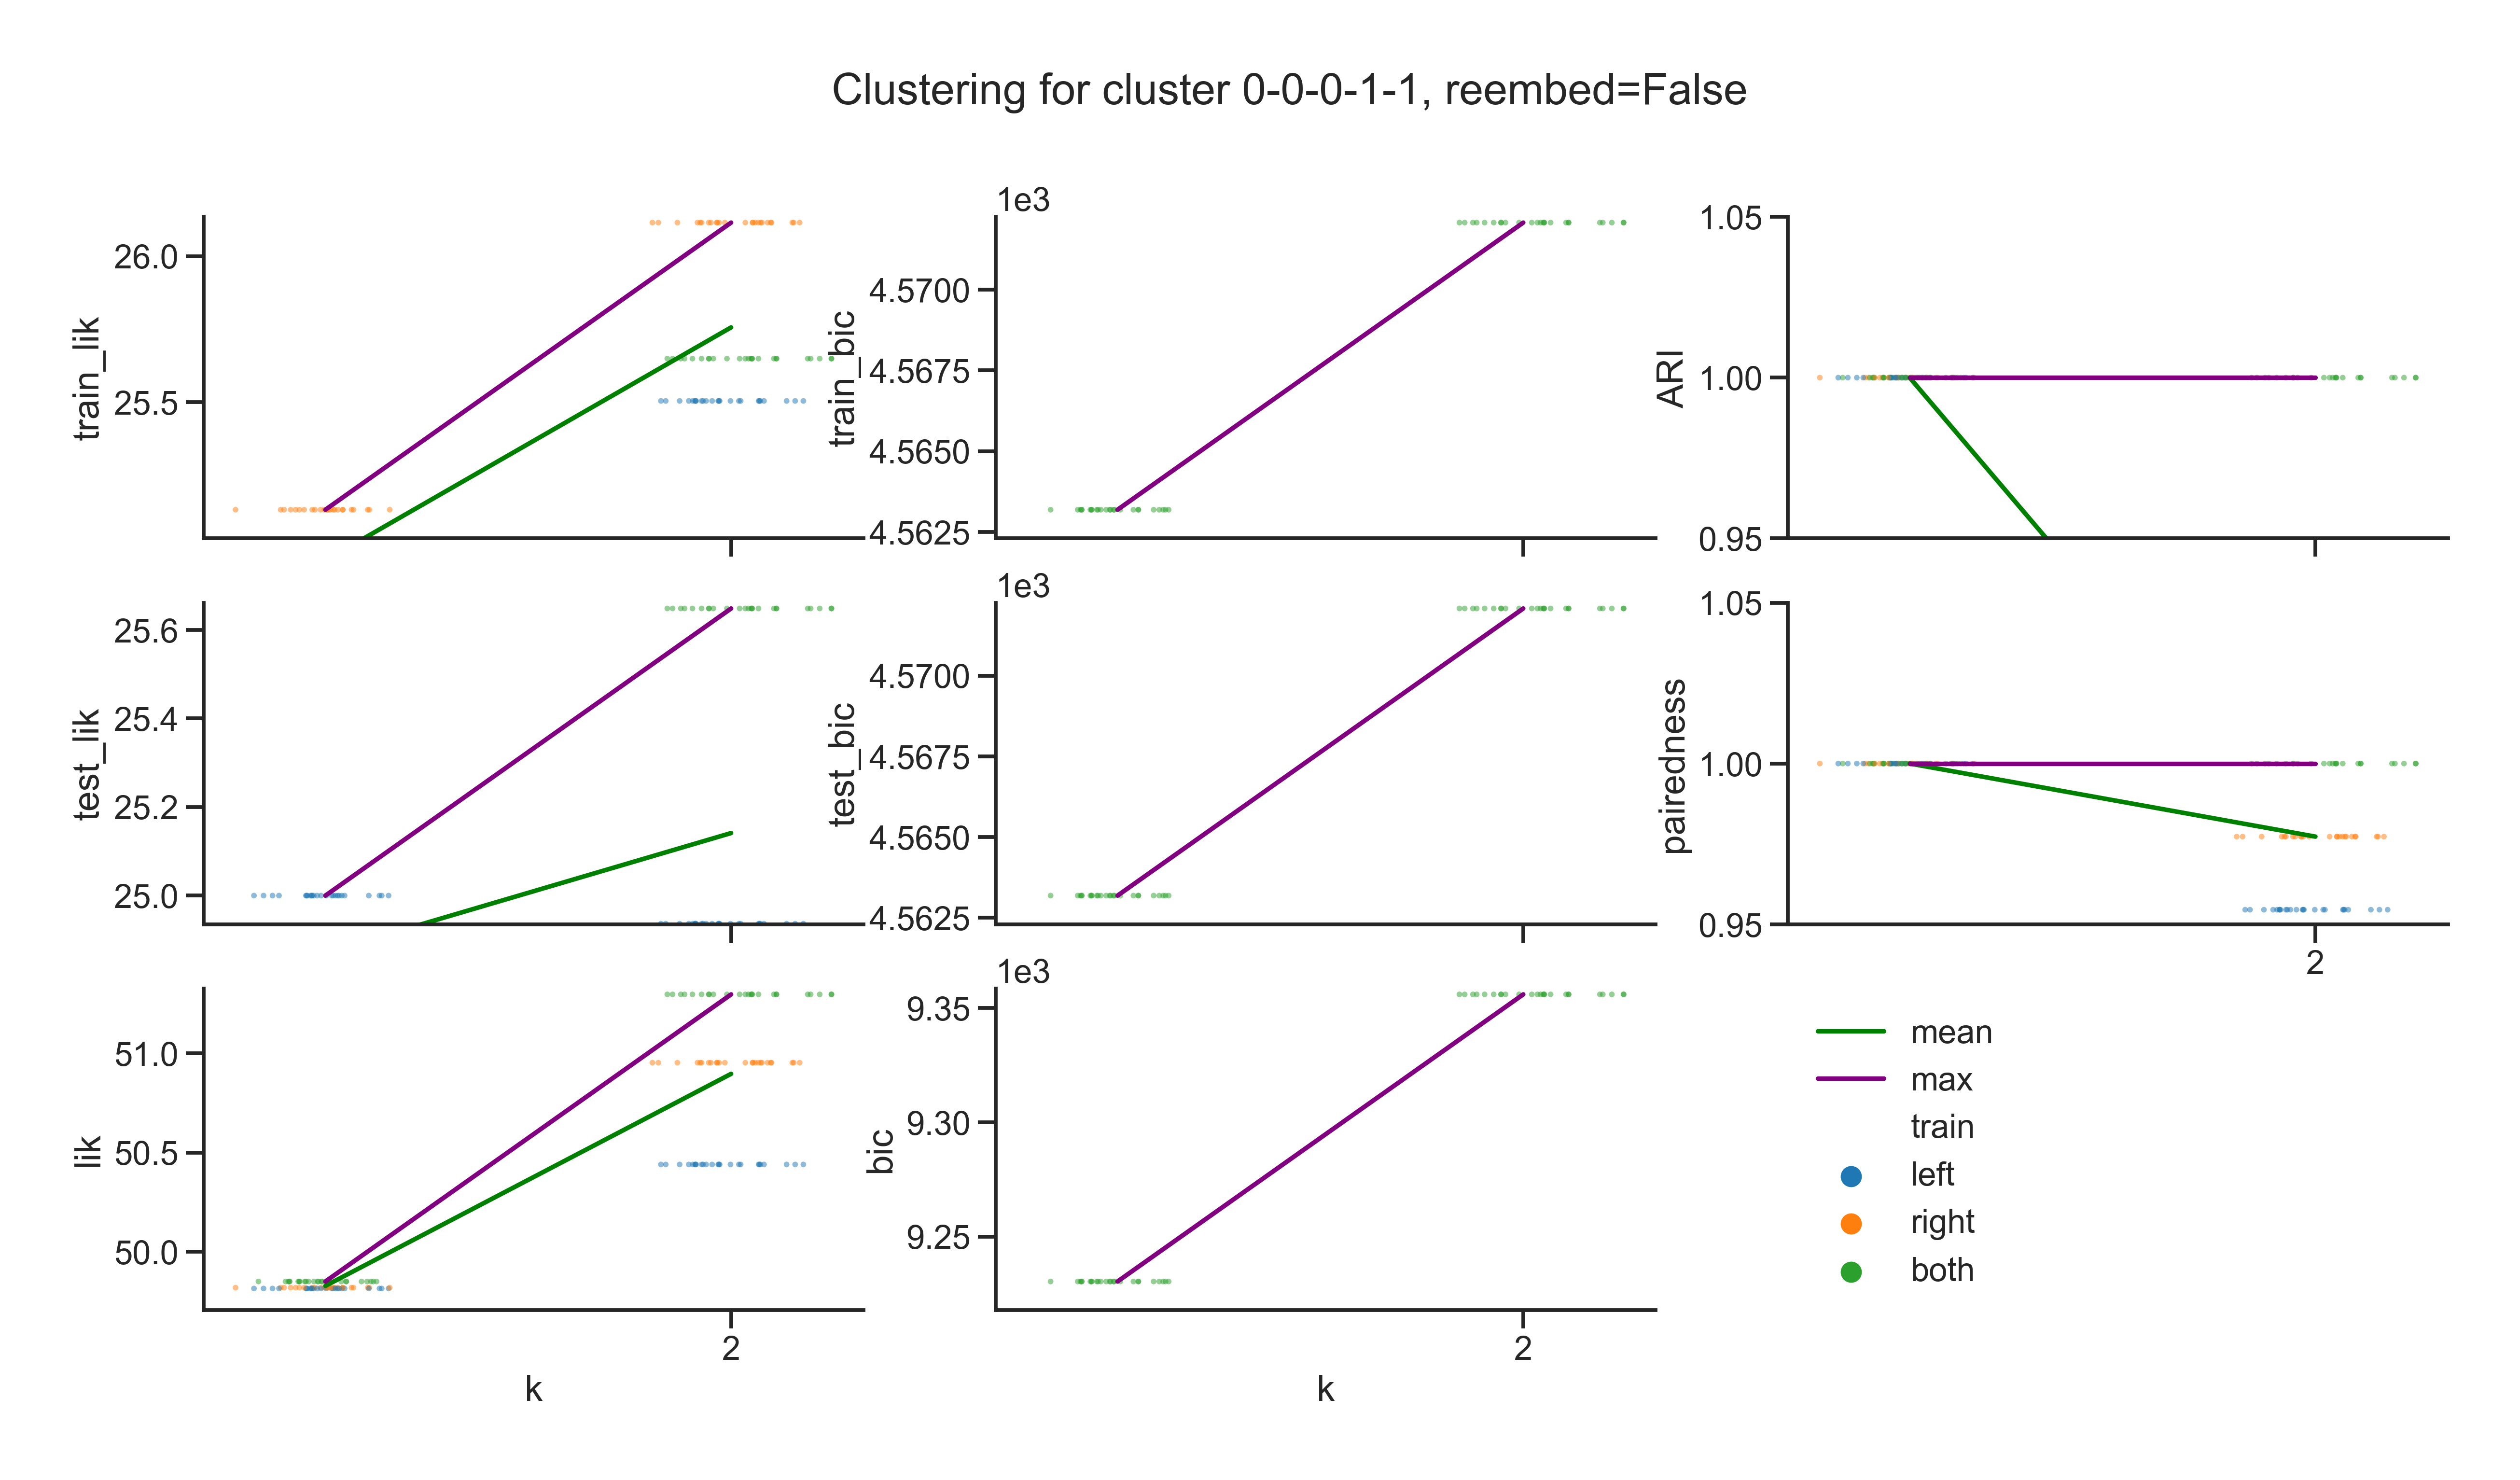 Clustering for cluster 0-0-0-1-1, reembed=False
train_lik
26.0
25.5
1e3
train_bic
4.5700
4.5675
4.5650
4.5625
ARI
1.05
1.00
0.95
test_lik
25.6
25.4
25.2
25.0
1e3
test_bic
4.5700
4.5675
4.5650
4.5625
pairedness
1.05
1.00
0.95
2
lik
51.0
50.5
50.0
2
k
1e3
bic
9.35
9.30
9.25
2
k
mean
max
train
left
right
both